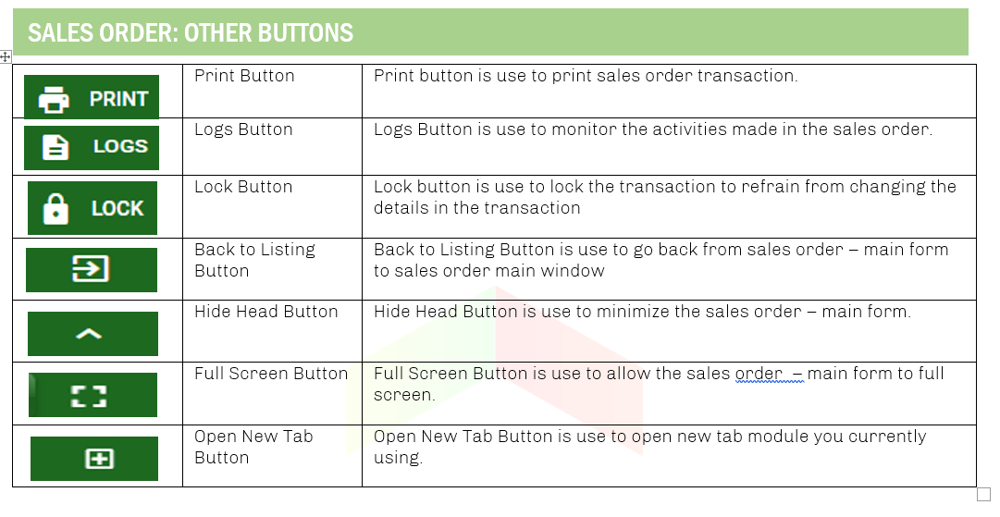 SALES ORDER: OTHER BUTTONS
PRINT
Print Button
Print button is use to print sales order transaction.
LOGS
Logs Button
Logs Button is use to monitor the activities made in the sales order.
LOCK
Lock Button
Lock button is use to lock the transaction to refrain from changing the
details in the transaction
Back to Listing
Button
Back to Listing Button is use to go back from sales order – main form
to sales order main window
Hide Head Button
Hide Head Button is use to minimize the sales order – main form.
Full Screen Button
Full Screen Button is use to allow the sales order – main form to full
screen.
Open New Tab
Button
Open New Tab Button is use to open new tab module you currently
using.